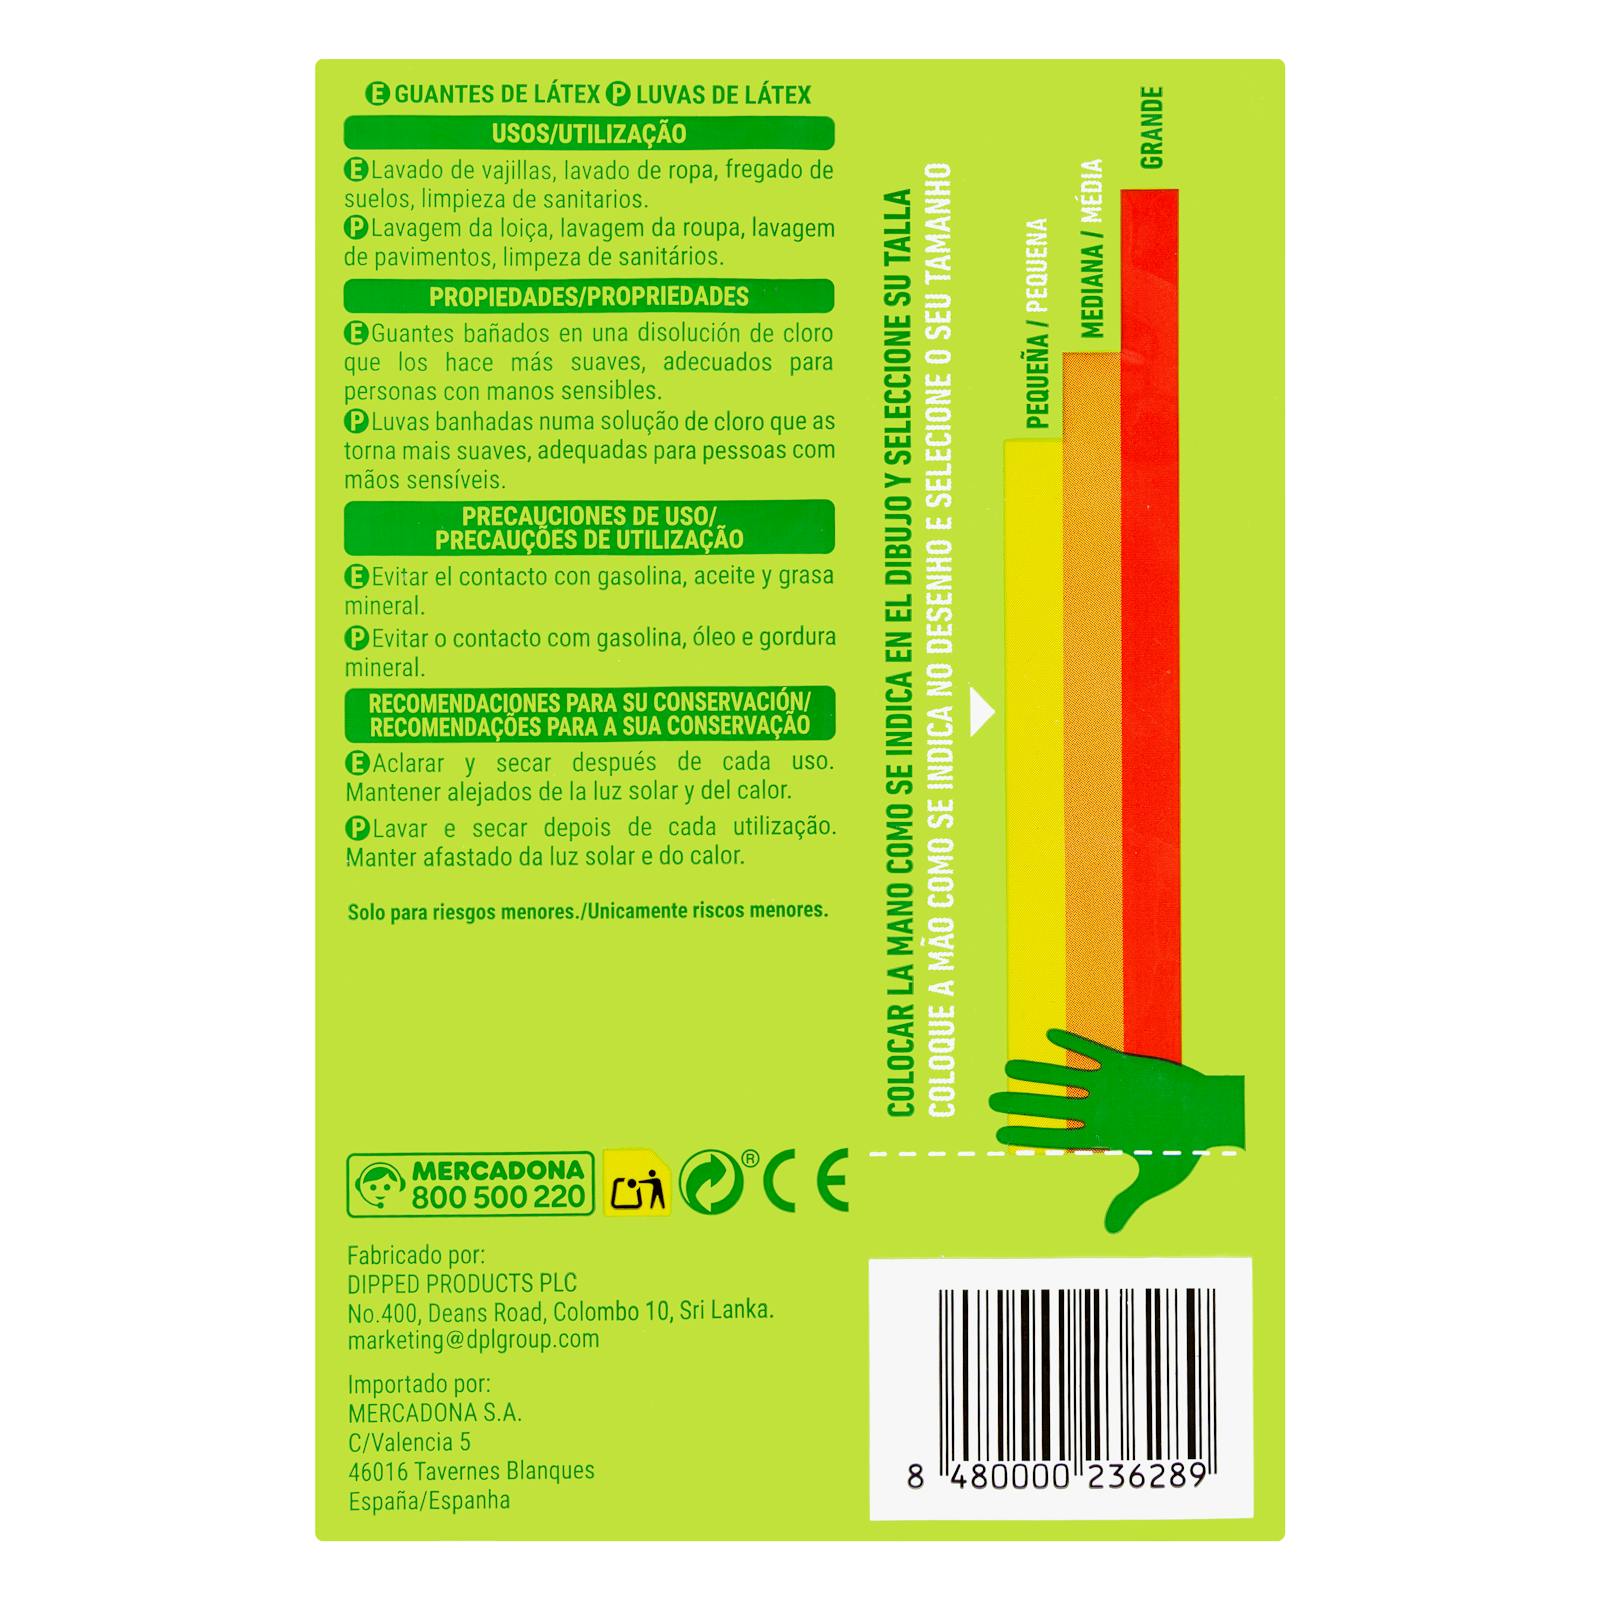 E GUANTES DE LÁTEX P LUVAS DE LÁTEX
USOS/UTILIZAÇÃO
E Lavado de vajillas, lavado de ropa, fregado de
suelos, limpieza de sanitarios.
P Lavagem da loiça, lavagem da roupa, lavagem
de pavimentos, limpeza de sanitários.
PROPIEDADES/PROPRIEDADES
E Guantes bañados en una disolución de cloro
que los hace más suaves, adecuados para
personas con manos sensibles.
P Luvas banhadas numa solução de cloro que as
torna mais suaves, adequadas para pessoas com
mãos sensíveis.
PRECAUCIONES DE USO/
PRECAUÇÕES DE UTILIZAÇÃO
E Evitar el contacto con gasolina, aceite y grasa
mineral.
P Evitar o contacto com gasolina, óleo e gordura
mineral.
RECOMENDACIONES PARA SU CONSERVACIÓN/
RECOMENDAÇÕES PARA A SUA CONSERVAÇÃO
E Aclarar y secar después de cada uso.
Mantener alejados de la luz solar y del calor.
P Lavar e secar depois de cada utilização.
Manter afastado da luz solar e do calor.
Solo para riesgos menores./Unicamente riscos menores.
MERCADONA
800 500 220
® CE
Fabricado por:
DIPPED PRODUCTS PLC
No.400, Deans Road, Colombo 10, Sri Lanka.
marketing@dplgroup.com
Importado por:
MERCADONA S.A.
C/Valencia 5
46016 Tavernes Blanques
España/Espanha
COLOCAR LA MANO COMO SE INDICA EN EL DIBUJO Y SELECCIONE SU TALLA
COLOQUE A MÃO COMO SE INDICA NO DESENHO E SELECIONE O SEU TAMANHO
PEQUEÑA / PEQUENA
MEDIANA / MÉDIA
GRANDE
8 480000 236289